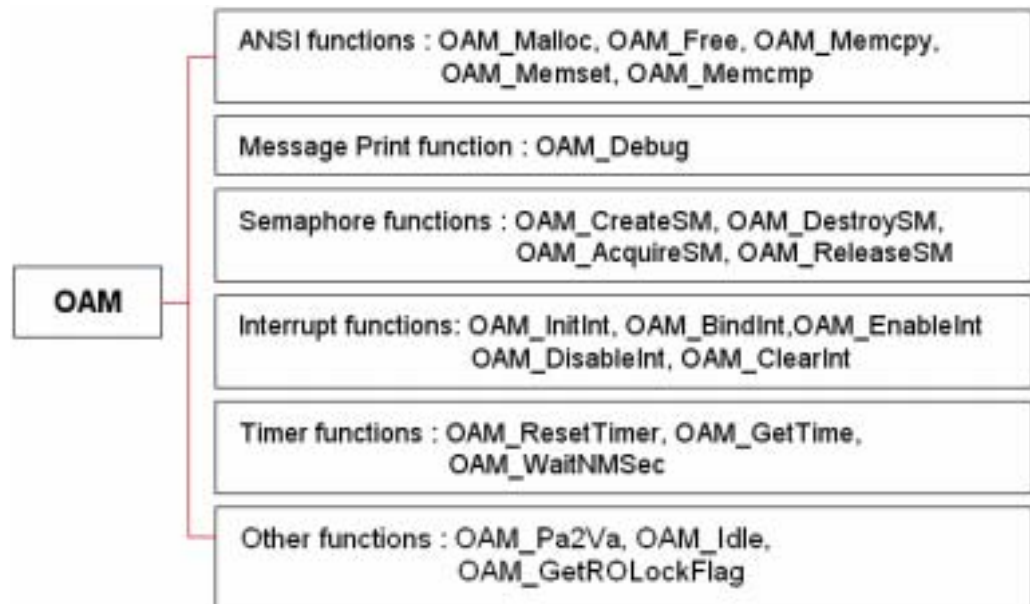 ANSI functions : OAM_Malloc, OAM_Free, OAM_Memcpy,
OAM_Memset, OAM_Memcmp
Message Print function : OAM_Debug
Semaphore functions : OAM_CreateSM, OAM_DestroySM,
OAM_AcquireSM, OAM_ReleaseSM
OAM
Interrupt functions: OAM_InitInt, OAM_BindInt,OAM_EnableInt
OAM_DisableInt, OAM_ClearInt
Timer functions : OAM_ResetTimer, OAM_GetTime,
OAM_WaitNMSec
Other functions : OAM_Pa2Va, OAM_Idle,
OAM_GetROLockFlag